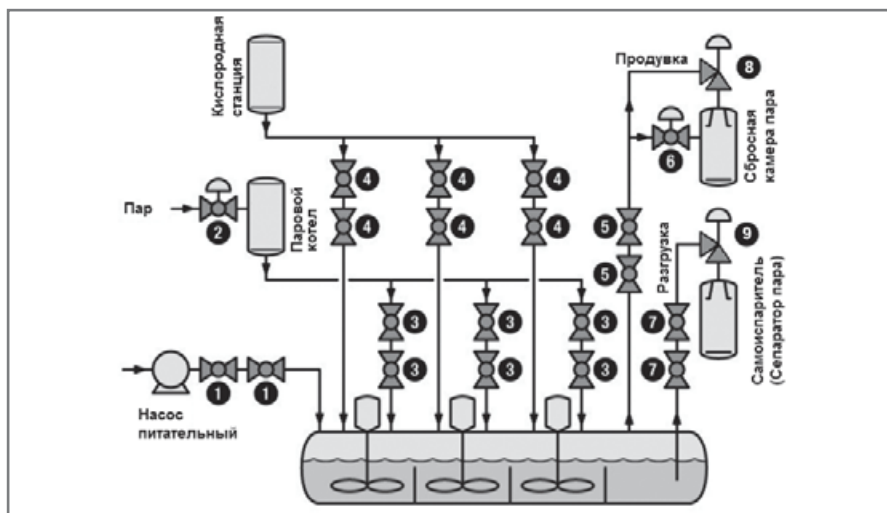 Кислородная
станция
Продувка
8
Сбросная
камера пара
6
4
4
4
4
4
4
Пар
2
Паровой
котел
5
5
Разгрузка
9
Самоиспаритель
(Сепаратор пара)
3
3
3
3
3
3
7
7
1
1
Насос
питательный